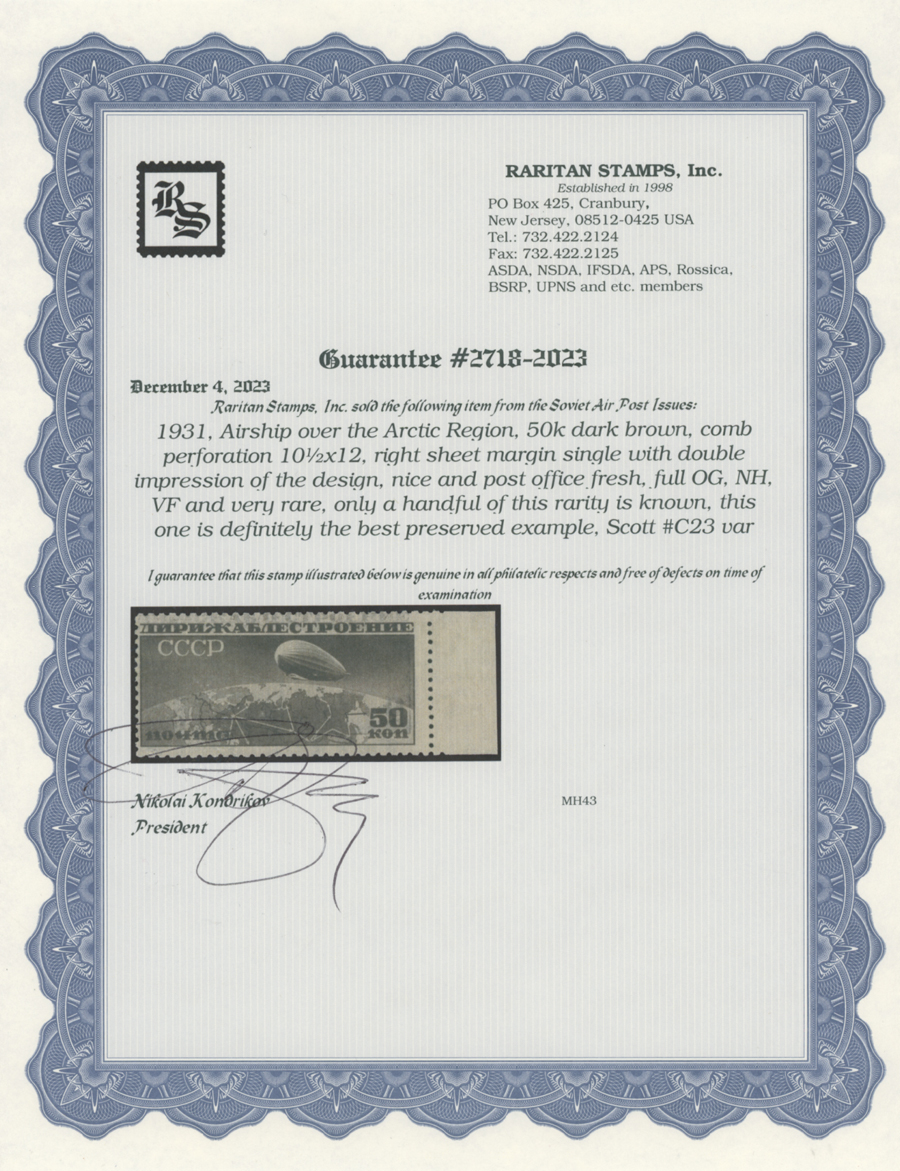 RS
RARITAN STAMPS, Inc.
Established in 1998
PO Box 425, Cranbury,
New Jersey, 08512-0425 USA
Tel.: 732.422.2124
Fax: 732.422.2125
ASDA, NSDA, IFSDA, APS, Rossica,
BSRP, UPNS and etc. members
Guarantee #2718-2023
December 4, 2023
Raritan Stamps, Inc. sold the following item from the Soviet Air Post Issues:
1931, Airship over the Arctic Region, 50k dark brown, comb
perforation 10½x12, right sheet margin single with double
impression of the design, nice and post office fresh, full OG, NH,
VF and very rare, only a handful of this rarity is known, this
one is definitely the best preserved example, Scott #C23 var
I guarantee that this stamp illustrated below is genuine in all philatelic respects and free of defects on time of
examination
ДИРИЖАБЛЕСТРОЕНИЕ
СССР
50
почта
коп
Nikolai Kondrikov
MH43
President